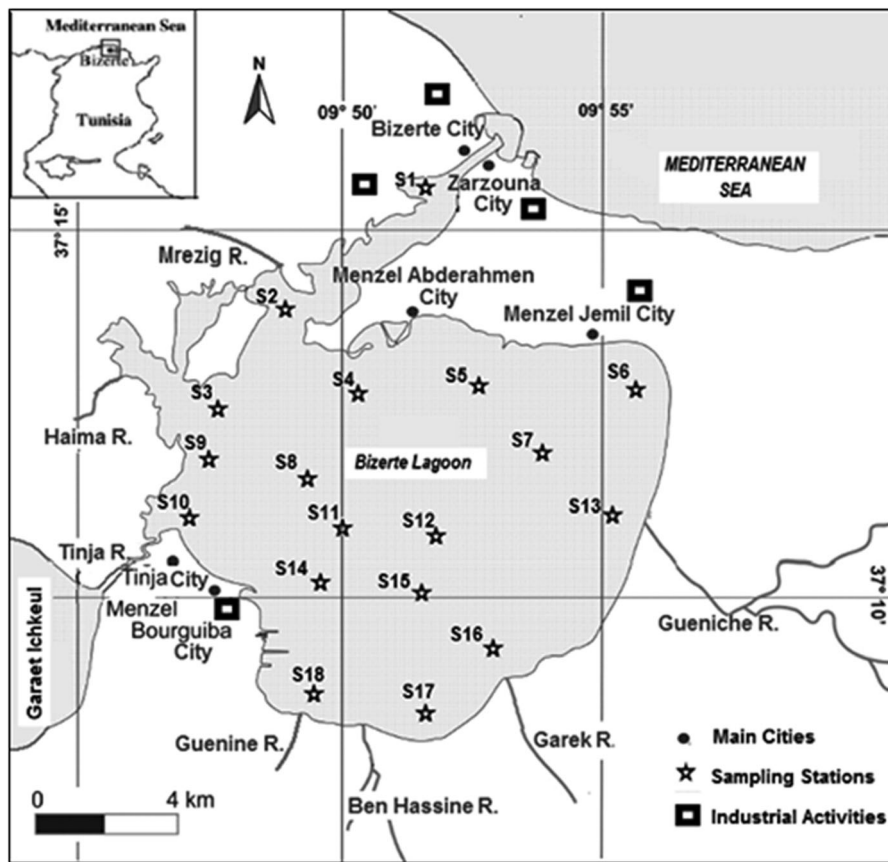 Mediterranean Sea
Bizerte
Tunisia
N
09° 50'
09° 55'
Bizerte City
MEDITERRANEAN
SEA
S1
Zarzouna
City
37° 15'
Mrezig R.
Menzel Abderahmen
City
S2
Menzel Jemil City
S3
S4
S5
S6
Haima R.
S9
S8
Bizerte Lagoon
S7
S10
S11
S12
S13
Tinja R.
Tinja City
S14
S15
37° 10'
Menzel
Bourguiba
City
Gueniche R.
S16
Garaet Ichkeul
S18
S17
Guenine R.
Garek R.
Main Cities
0 4 km
Sampling Stations
Ben Hassine R.
Industrial Activities